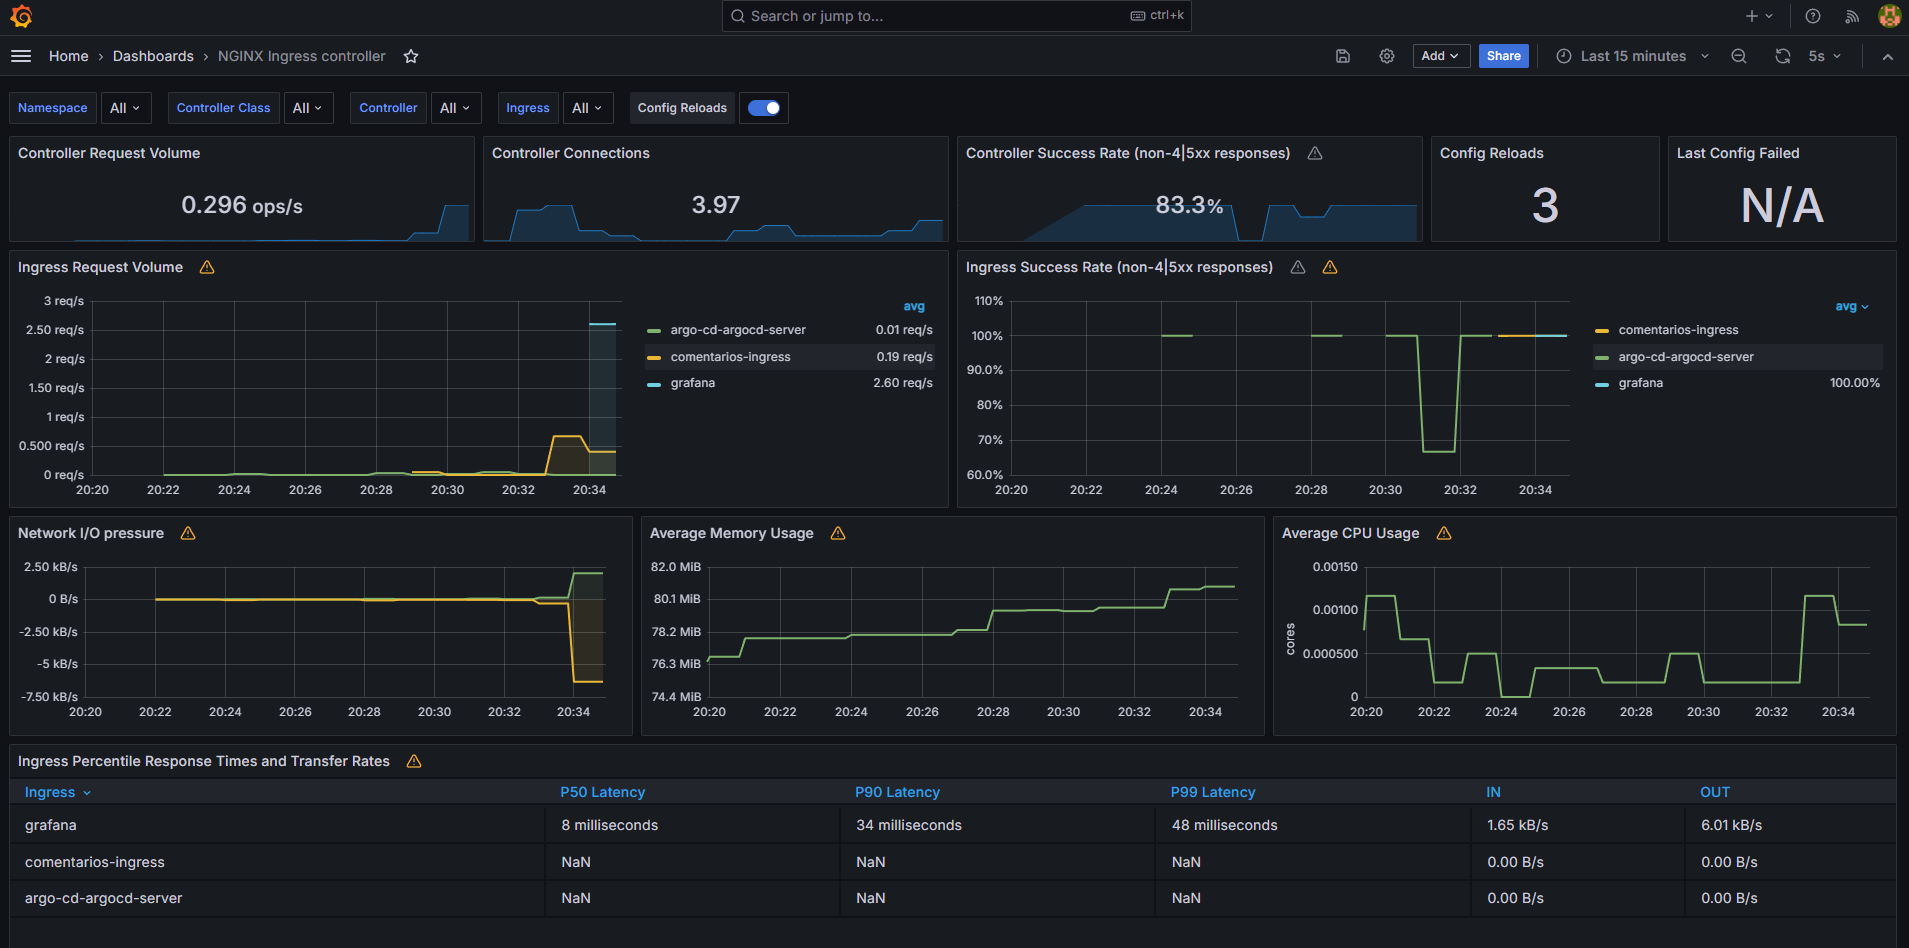 Search or jump to... ctrl+k
Home › Dashboards › NGINX Ingress controller Add Share Last 15 minutes 5s
Namespace All Controller Class All Controller All Ingress All Config Reloads
Controller Request Volume
0.296 ops/s
Controller Connections
3.97
Controller Success Rate (non-4|5xx responses)
83.3%
Config Reloads
3
Last Config Failed
N/A
Ingress Request Volume
3 req/s
2.50 req/s
2 req/s
1.50 req/s
1 req/s
0.500 req/s
0 req/s
20:20 20:22 20:24 20:26 20:28 20:30 20:32 20:34
avg
argo-cd-argocd-server 0.01 req/s
comentarios-ingress 0.19 req/s
grafana 2.60 req/s
Ingress Success Rate (non-4|5xx responses)
110%
100%
90.0%
80%
70%
60.0%
20:20 20:22 20:24 20:26 20:28 20:30 20:32 20:34
avg
comentarios-ingress
argo-cd-argocd-server
grafana 100.00%
Network I/O pressure
2.50 kB/s
0 B/s
-2.50 kB/s
-5 kB/s
-7.50 kB/s
20:20 20:22 20:24 20:26 20:28 20:30 20:32 20:34
Average Memory Usage
82.0 MiB
80.1 MiB
78.2 MiB
76.3 MiB
74.4 MiB
20:20 20:22 20:24 20:26 20:28 20:30 20:32 20:34
Average CPU Usage
cores
0.00150
0.00100
0.000500
0
20:20 20:22 20:24 20:26 20:28 20:30 20:32 20:34
Ingress Percentile Response Times and Transfer Rates
Ingress P50 Latency P90 Latency P99 Latency IN OUT
grafana 8 milliseconds 34 milliseconds 48 milliseconds 1.65 kB/s 6.01 kB/s
comentarios-ingress NaN NaN NaN 0.00 B/s 0.00 B/s
argo-cd-argocd-server NaN NaN NaN 0.00 B/s 0.00 B/s